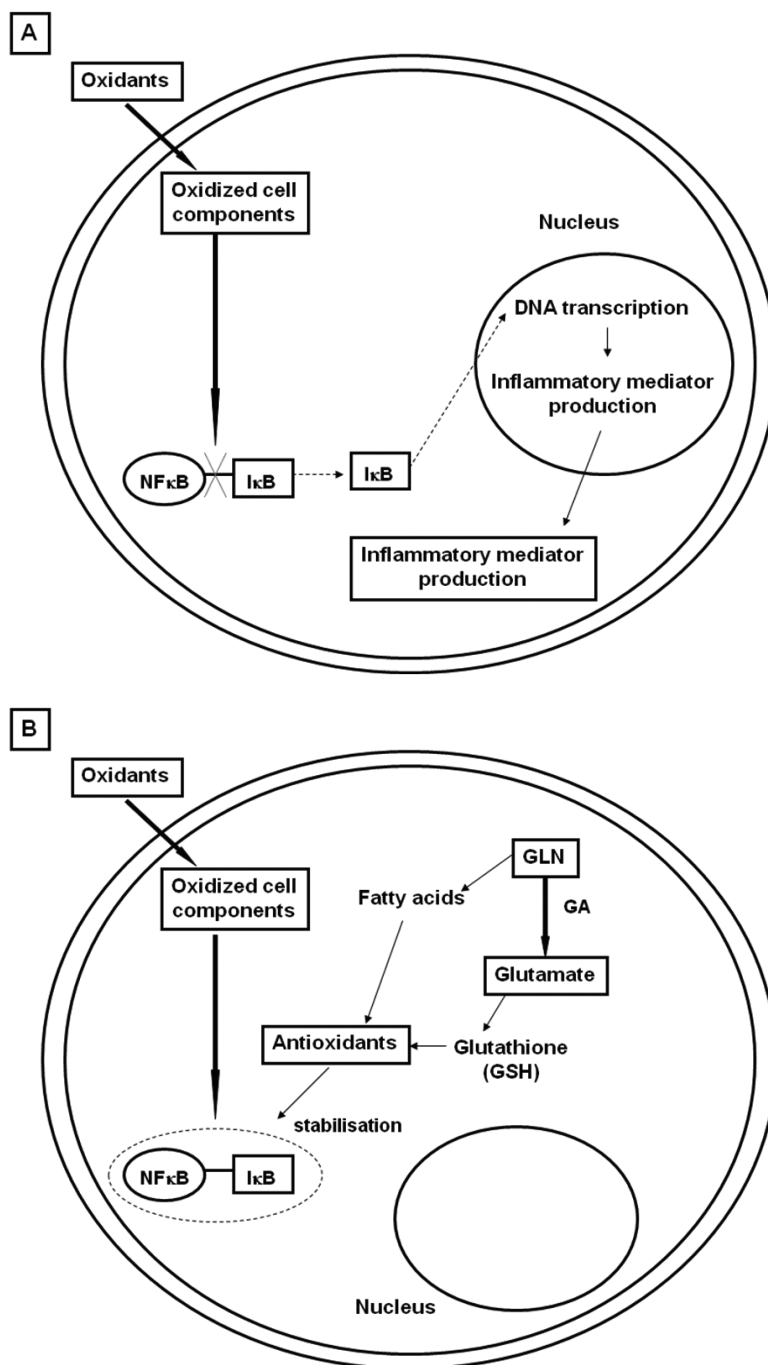 A
Oxidants
Oxidized cell
components
Nucleus
DNA transcription
Inflammatory mediator
production
NFκB
IκB
IκB
Inflammatory mediator
production
B
Oxidants
GLN
Oxidized cell
components
Fatty acids
GA
Glutamate
Antioxidants
Glutathione
(GSH)
stabilisation
NFκB
IκB
Nucleus